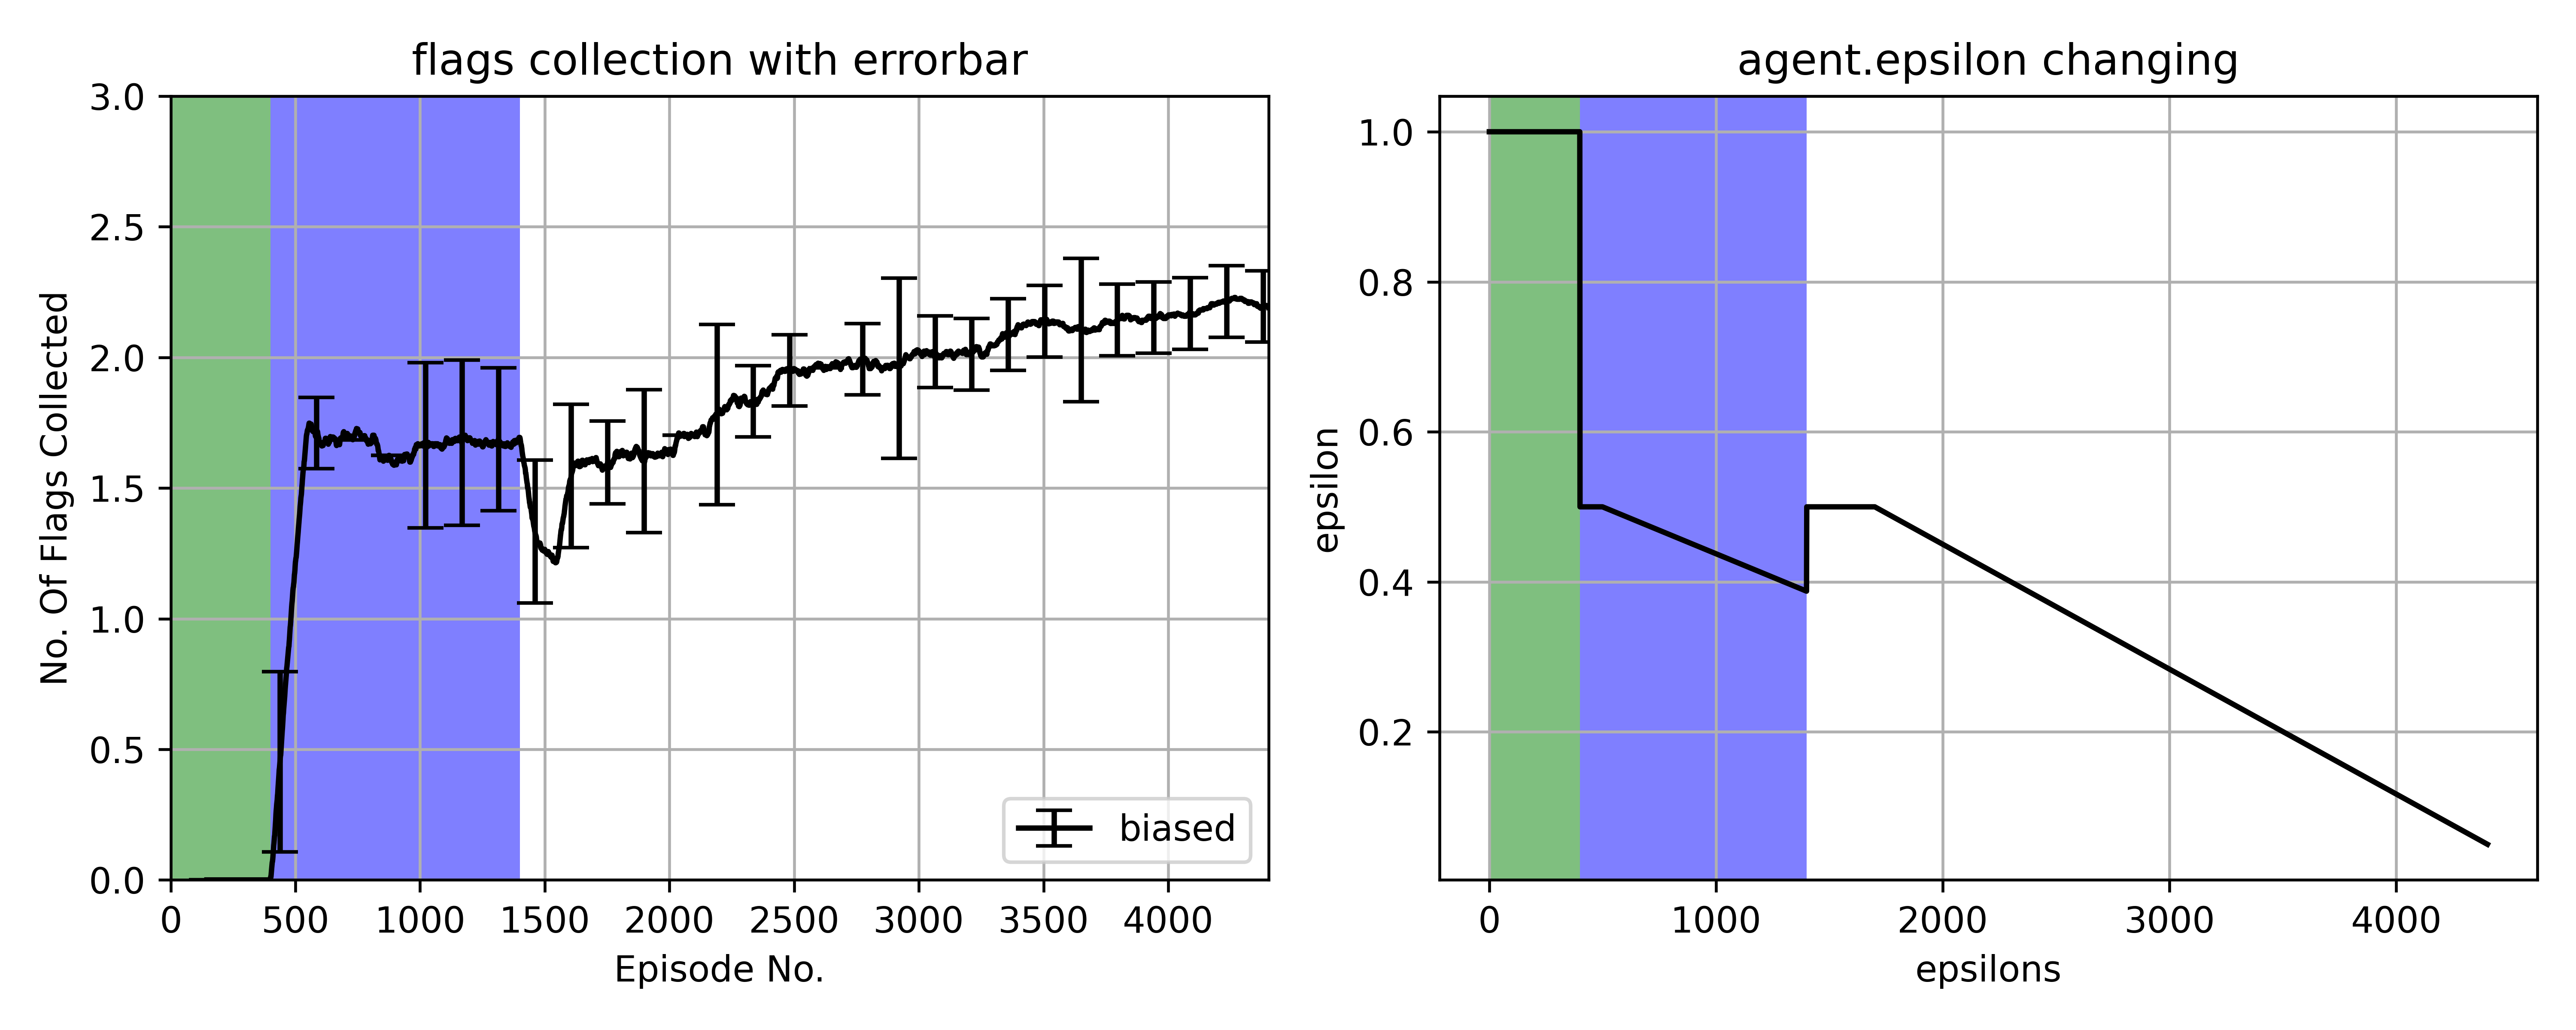 flags collection with errorbar
3.0
2.5
2.0
1.5
1.0
0.5
0.0
No. Of Flags Collected
0 500 1000 1500 2000 2500 3000 3500 4000
Episode No.
biased
agent.epsilon changing
1.0
0.8
0.6
0.4
0.2
epsilon
0 1000 2000 3000 4000
epsilons